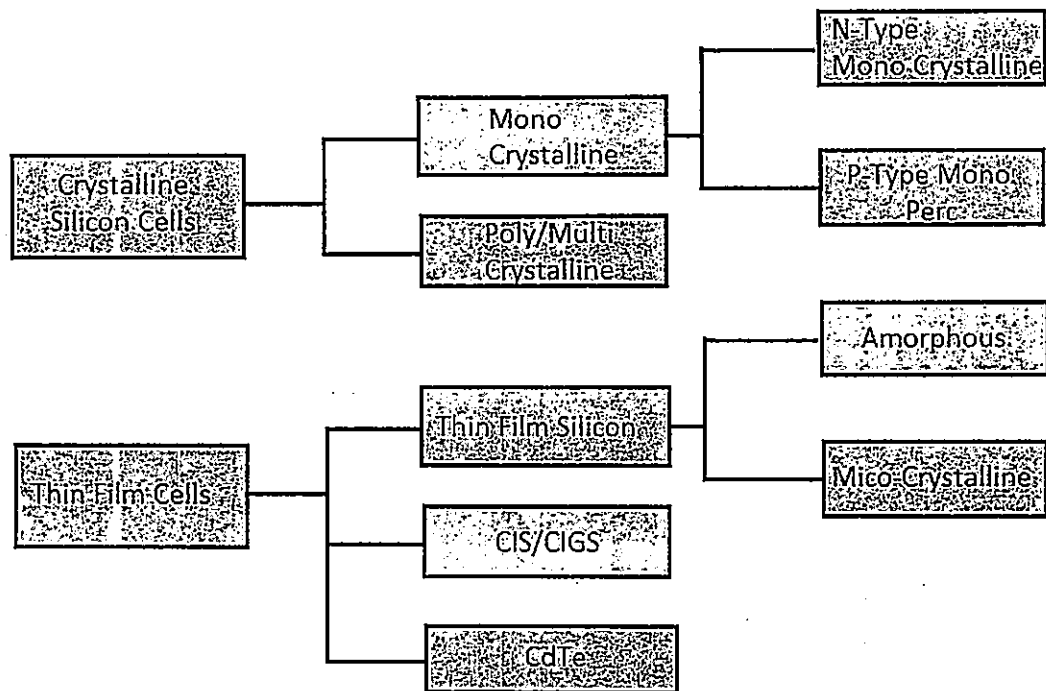 N-Type
Mono Crystalline
Mono
Crystalline
Crystalline
Silicon Cells
P-Type Mono
Perc
Poly/Multi
Crystalline
Amorphous
Thin Film Silicon
Mico Crystalline
Thin Film Cells
CIS/CIGS
CdTe